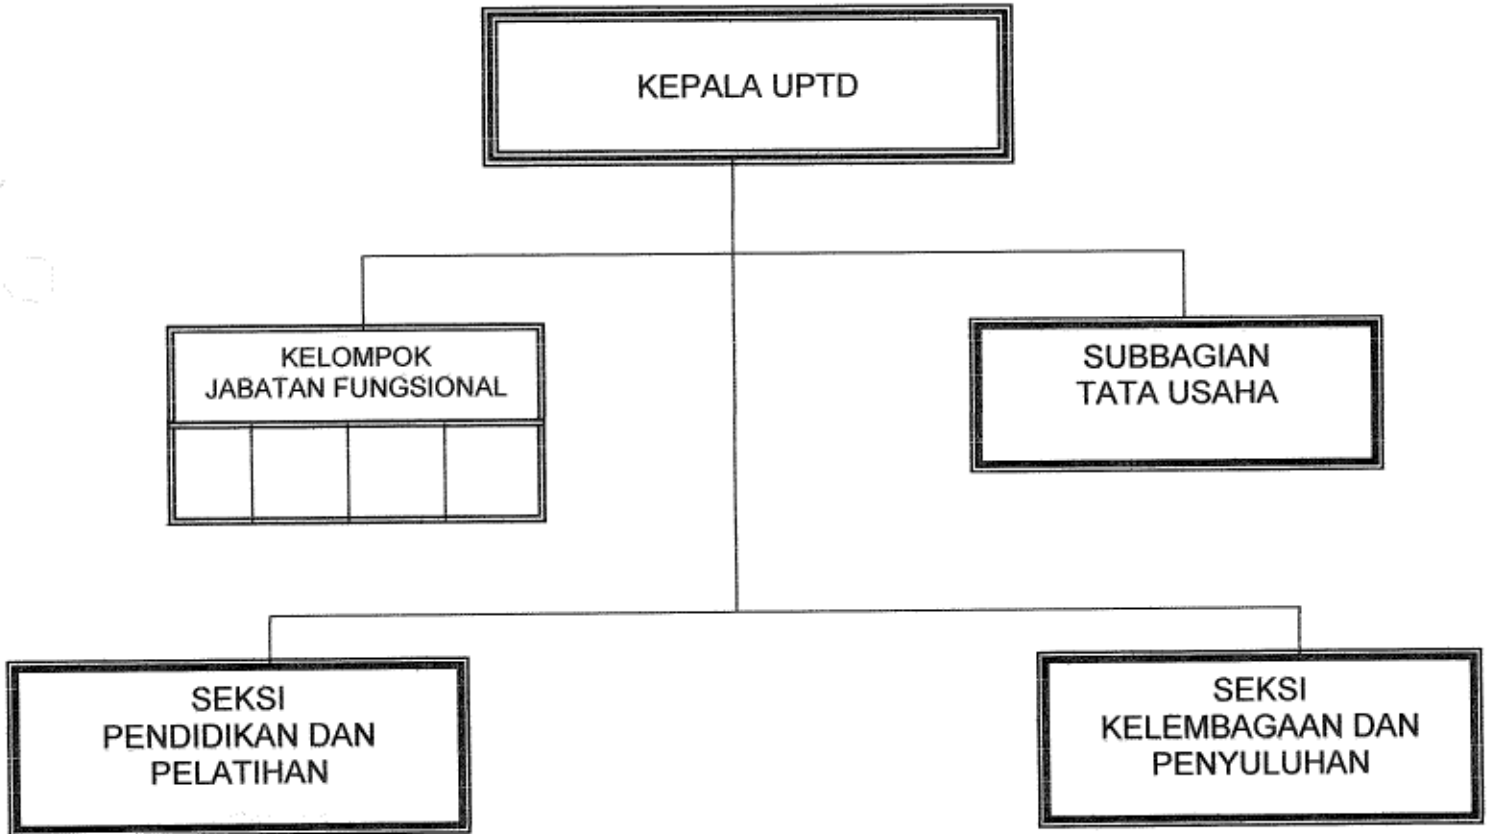 KEPALA UPTD
KELOMPOK
JABATAN FUNGSIONAL
SUBBAGIAN
TATA USAHA
SEKSI
PENDIDIKAN DAN
PELATIHAN
SEKSI
KELEMBAGAAN DAN
PENYULUHAN